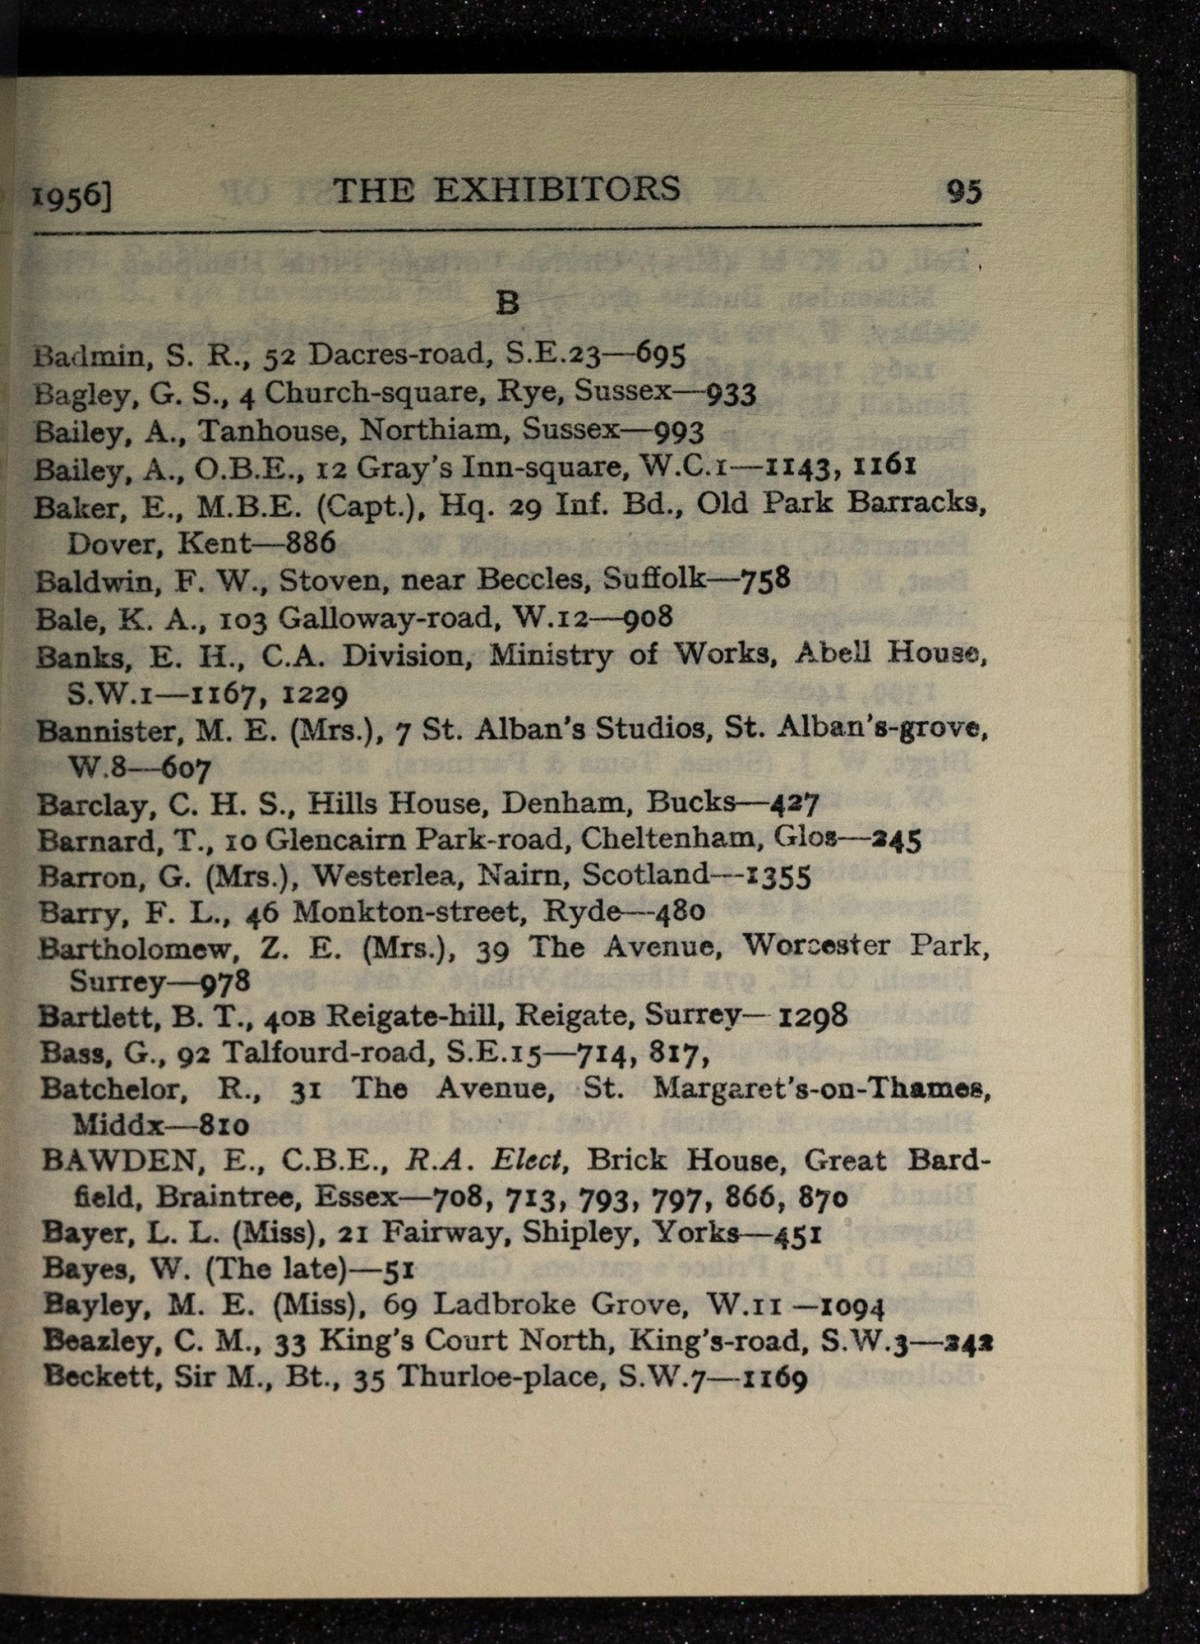 1956] THE EXHIBITORS 95
B
Badmin, S. R., 52 Dacres-road, S.E.23—695
Bagley, G. S., 4 Church-square, Rye, Sussex—933
Bailey, A., Tanhouse, Northiam, Sussex—993
Bailey, A., O.B.E., 12 Gray's Inn-square, W.C.1—1143, 1161
Baker, E., M.B.E. (Capt.), Hq. 29 Inf. Bd., Old Park Barracks,
Dover, Kent—886
Baldwin, F. W., Stoven, near Beccles, Suffolk—758
Bale, K. A., 103 Galloway-road, W.12—908
Banks, E. H., C.A. Division, Ministry of Works, Abell House,
S.W.1—1167, 1229
Bannister, M. E. (Mrs.), 7 St. Alban's Studios, St. Alban's-grove,
W.8—607
Barclay, C. H. S., Hills House, Denham, Bucks—427
Barnard, T., 10 Glencairn Park-road, Cheltenham, Glos—245
Barron, G. (Mrs.), Westerlea, Nairn, Scotland—1355
Barry, F. L., 46 Monkton-street, Ryde—480
Bartholomew, Z. E. (Mrs.), 39 The Avenue, Worcester Park,
Surrey—978
Bartlett, B. T., 40B Reigate-hill, Reigate, Surrey—1298
Bass, G., 92 Talfourd-road, S.E.15—714, 817,
Batchelor, R., 31 The Avenue, St. Margaret's-on-Thames,
Middx—810
BAWDEN, E., C.B.E., R.A. Elect, Brick House, Great Bard-
field, Braintree, Essex—708, 713, 793, 797, 866, 870
Bayer, L. L. (Miss), 21 Fairway, Shipley, Yorks—451
Bayes, W. (The late)—51
Bayley, M. E. (Miss), 69 Ladbroke Grove, W.11—1094
Beazley, C. M., 33 King's Court North, King's-road, S.W.3—242
Beckett, Sir M., Bt., 35 Thurloe-place, S.W.7—1169